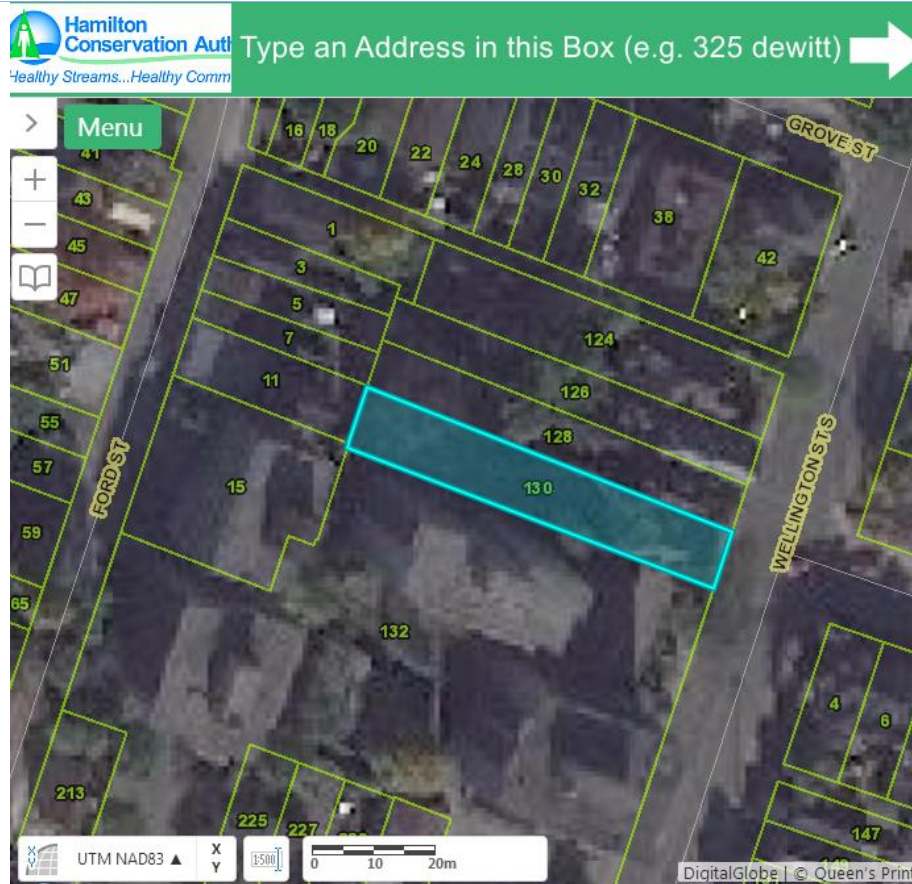 Hamilton
Conservation Auth
Healthy Streams...Healthy Comm
Type an Address in this Box (e.g. 325 dewitt)
Menu
GROVE ST
41
16
18
20
22
24
28
30
32
38
42
43
45
47
51
55
57
59
65
1
3
5
7
11
15
124
126
128
130
132
FORD ST
WELLINGTON ST S
4
6
147
149
213
225
227
UTM NAD83 ▲
X
Y
1:500
0 10 20m
DigitalGlobe | © Queen's Print